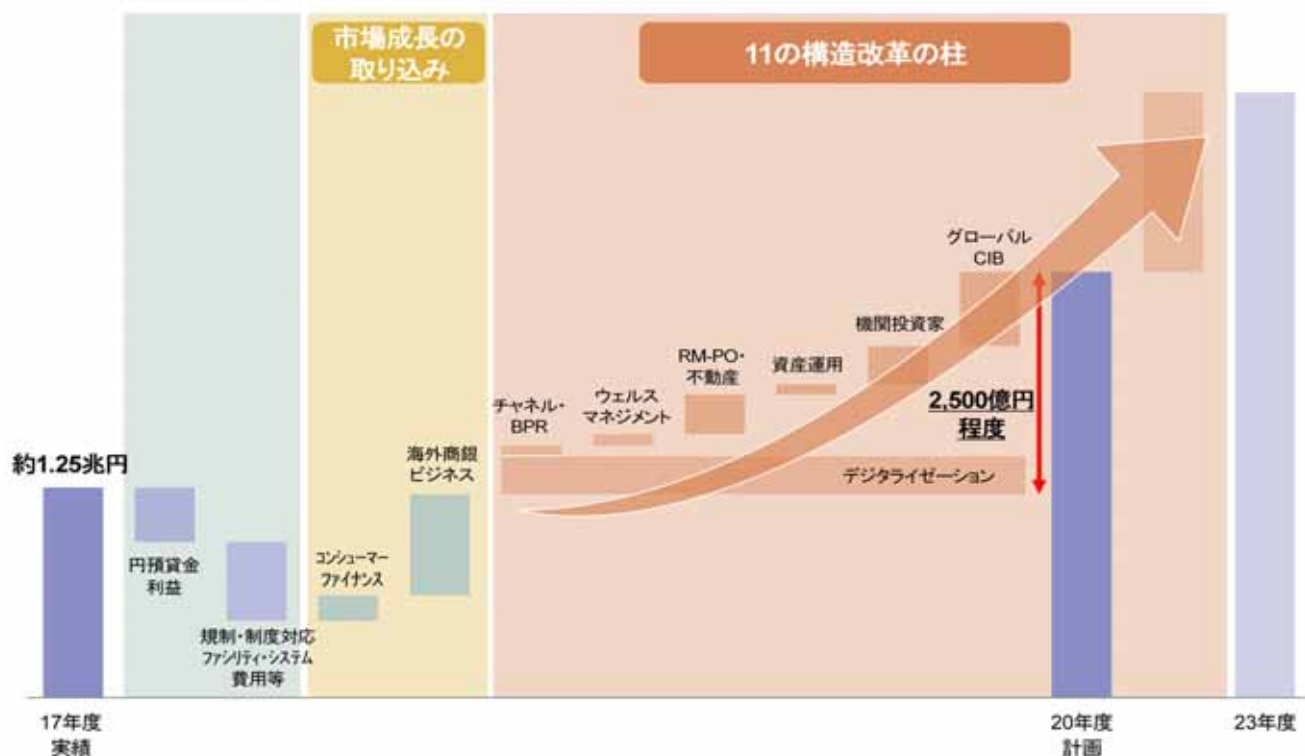 市場成長の
取り込み
11の構造改革の柱
グローバル
CIB
機関投資家
RM-PO・
不動産
資産運用
ウェルス
マネジメント
チャネル・
BPR
2,500億円
程度
海外商銀
ビジネス
約1.25兆円
デジタライゼーション
円預貸金
利益
コンシューマー
ファイナンス
規制・制度対応
ファシリティ・システム
費用等
17年度
実績
20年度
計画
23年度